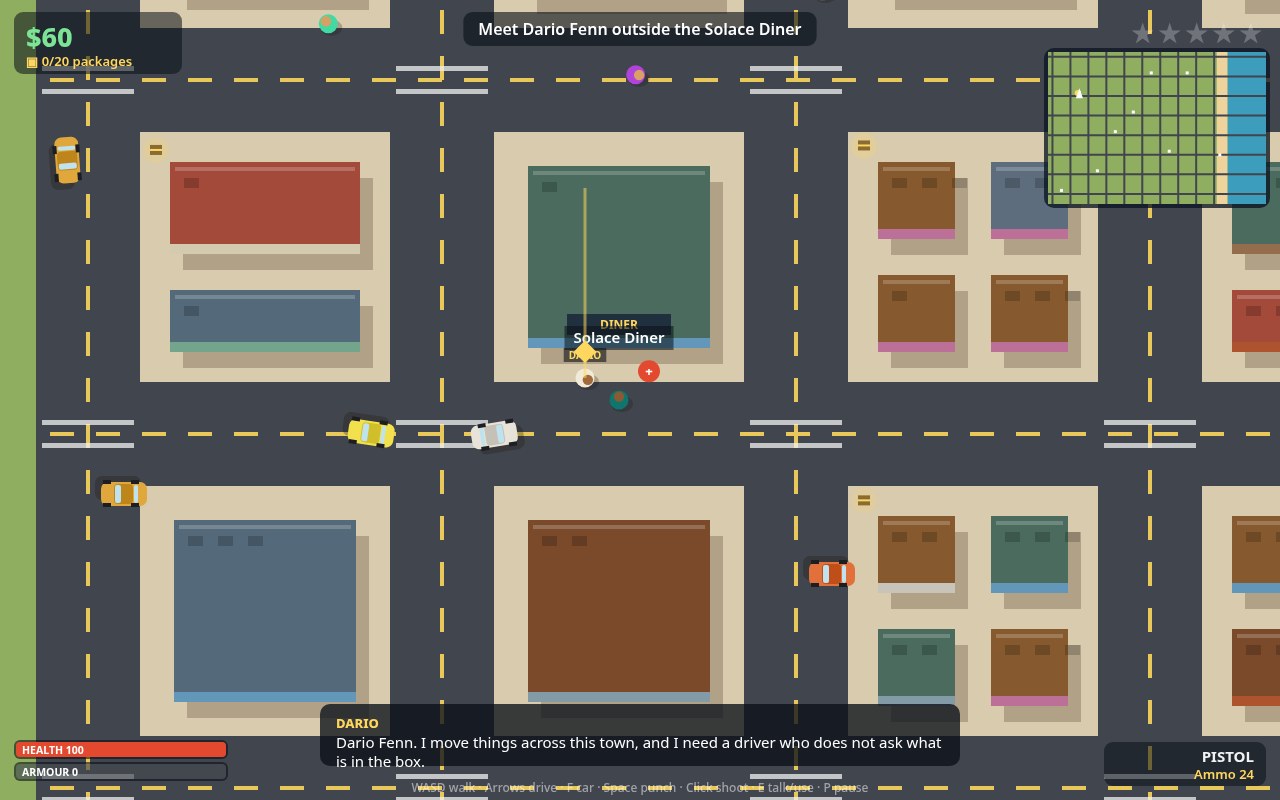 $60
0/20 packages
Meet Dario Fenn outside the Solace Diner
DINER
Solace Diner
DARIO
Dario Fenn. I move things across this town, and I need a driver who does not ask what
is in the box.
HEALTH 100
ARMOUR 0
PISTOL
Ammo 24
WASD walk · Arrows drive · F car · Space punch · Click shoot · E talk/use · P pause